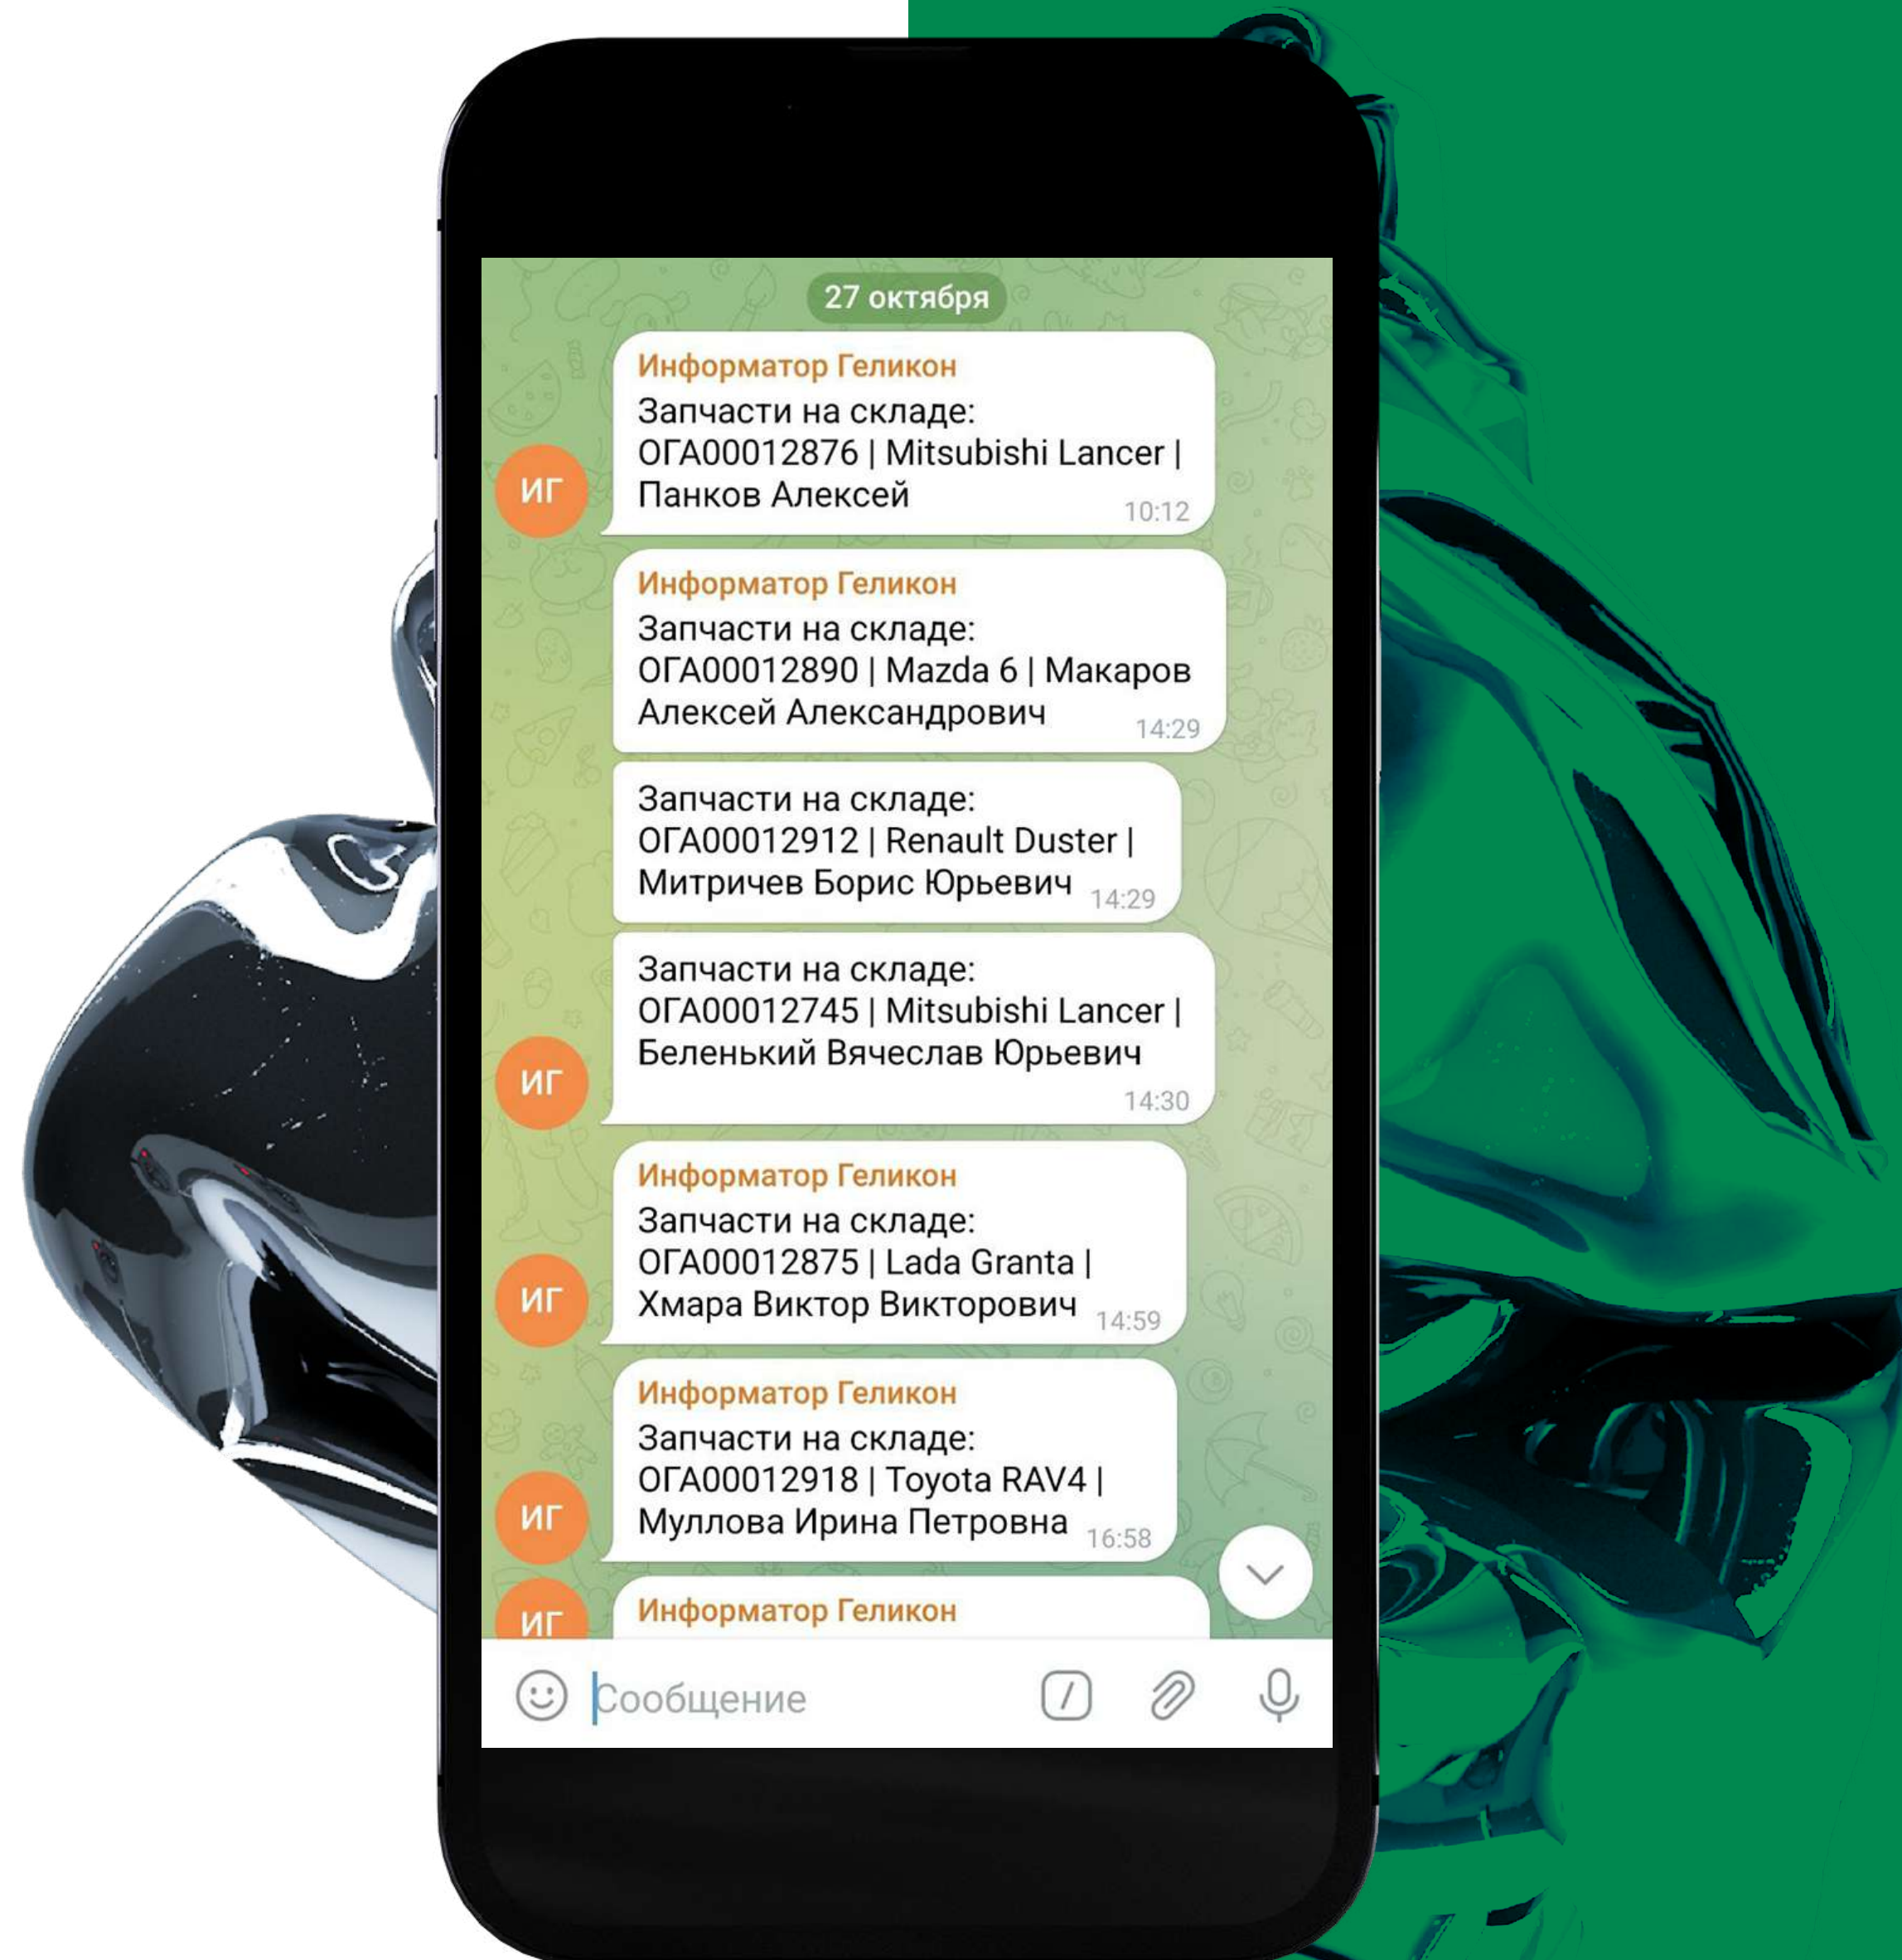 27 октября
Информатор Геликон
Запчасти на складе:
ОГА00012876 | Mitsubishi Lancer |
Панков Алексей
10:12
ИГ
Информатор Геликон
Запчасти на складе:
ОГА00012890 | Mazda 6 | Макаров
Алексей Александрович
14:29
Запчасти на складе:
ОГА00012912 | Renault Duster |
Митричев Борис Юрьевич
14:29
Запчасти на складе:
ОГА00012745 | Mitsubishi Lancer |
Беленький Вячеслав Юрьевич
14:30
ИГ
Информатор Геликон
Запчасти на складе:
ОГА00012875 | Lada Granta |
Хмара Виктор Викторович
14:59
ИГ
Информатор Геликон
Запчасти на складе:
ОГА00012918 | Toyota RAV4 |
Муллова Ирина Петровна
16:58
ИГ
Информатор Геликон
ИГ
Сообщение